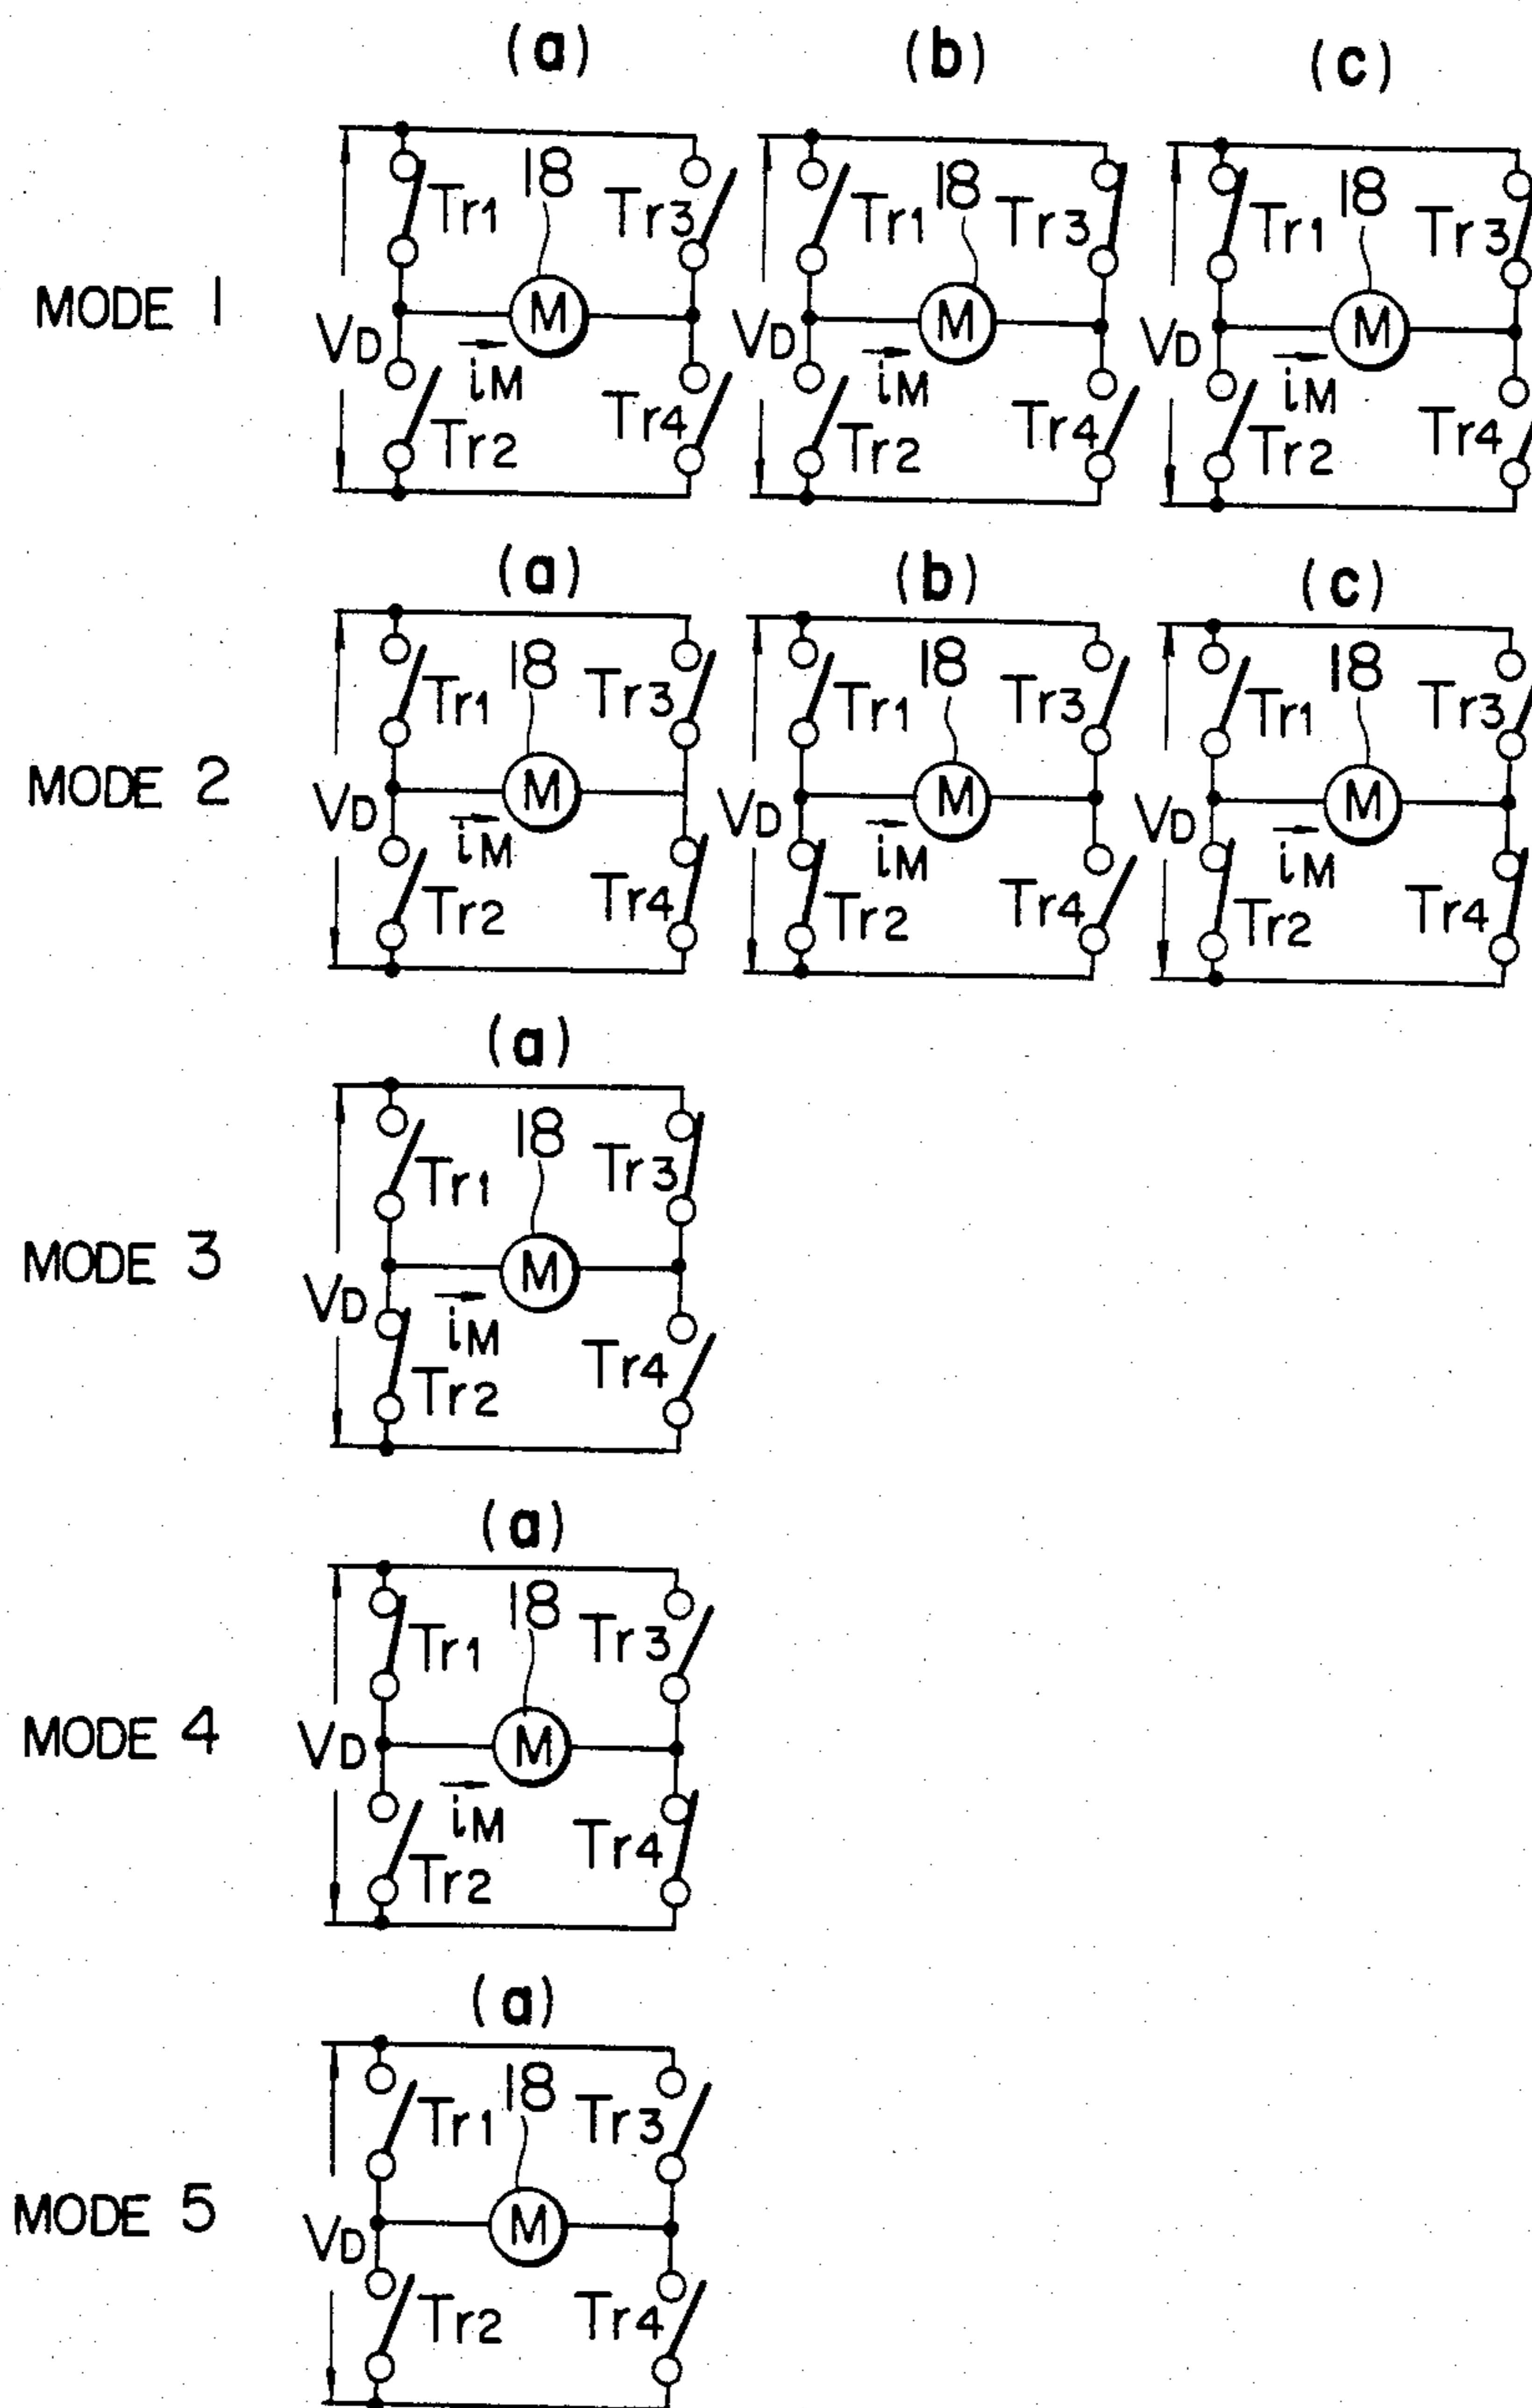 (a) (b) (c)
MODE 1
18 Tr1 Tr3 VD iM Tr2 Tr4
18 Tr1 Tr3 VD iM Tr2 Tr4
18 Tr1 Tr3 VD iM Tr2 Tr4
(a) (b) (c)
MODE 2
18 Tr1 Tr3 VD iM Tr2 Tr4
18 Tr1 Tr3 VD iM Tr2 Tr4
18 Tr1 Tr3 VD iM Tr2 Tr4
M M M
M M M
(a)
MODE 3
18 Tr1 Tr3 M VD iM Tr2 Tr4
(a)
MODE 4
18 Tr1 Tr3 M VD iM Tr2 Tr4
(a)
MODE 5
18 Tr1 Tr3 M VD Tr2 Tr4